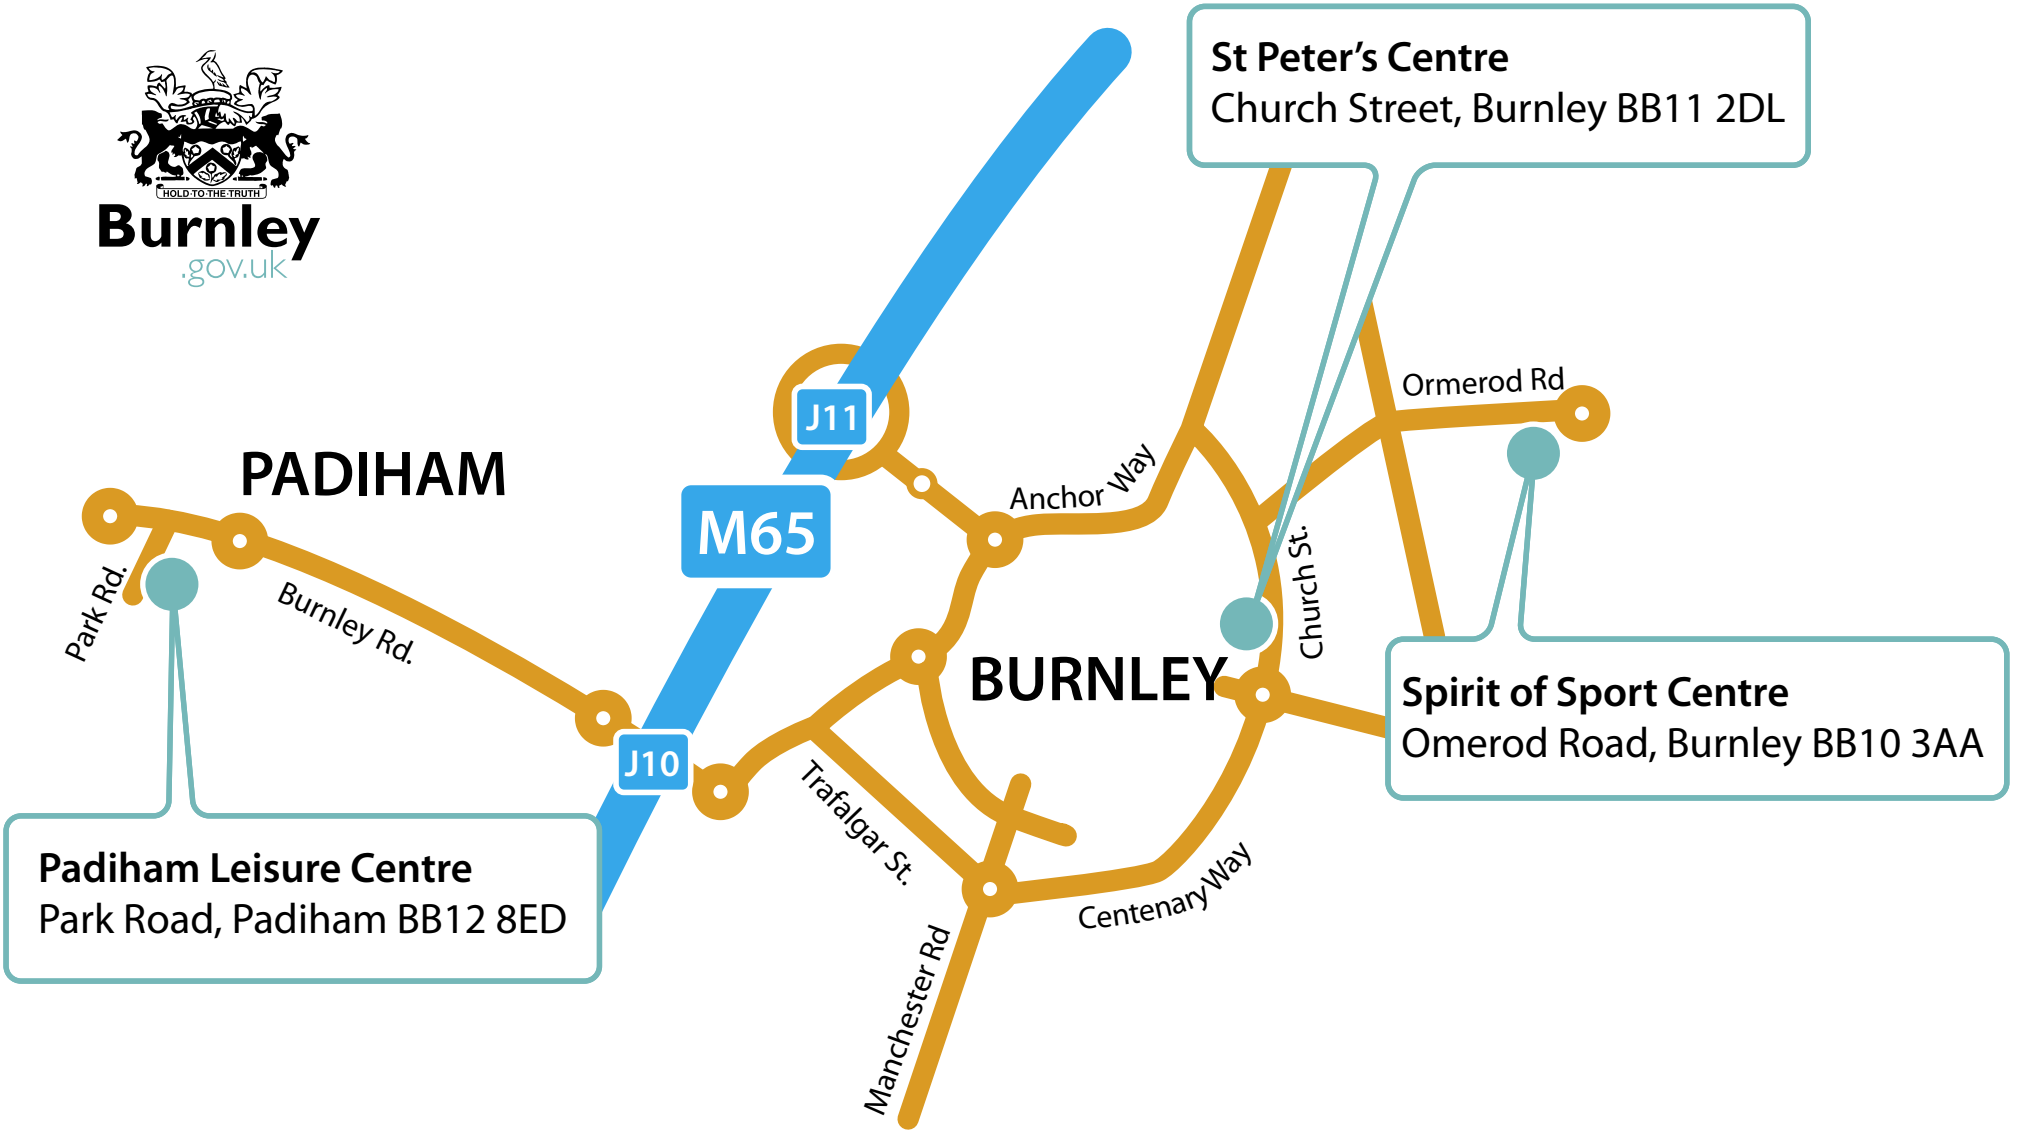 HOLD·TO·THE·TRUTH
Burnley
.gov.uk
St Peter’s Centre
Church Street, Burnley BB11 2DL
Ormerod Rd
J11
PADIHAM
Anchor Way
M65
Church St.
Park Rd.
Burnley Rd.
BURNLEY
Spirit of Sport Centre
Omerod Road, Burnley BB10 3AA
J10
Trafalgar St.
Padiham Leisure Centre
Park Road, Padiham BB12 8ED
Centenary Way
Manchester Rd